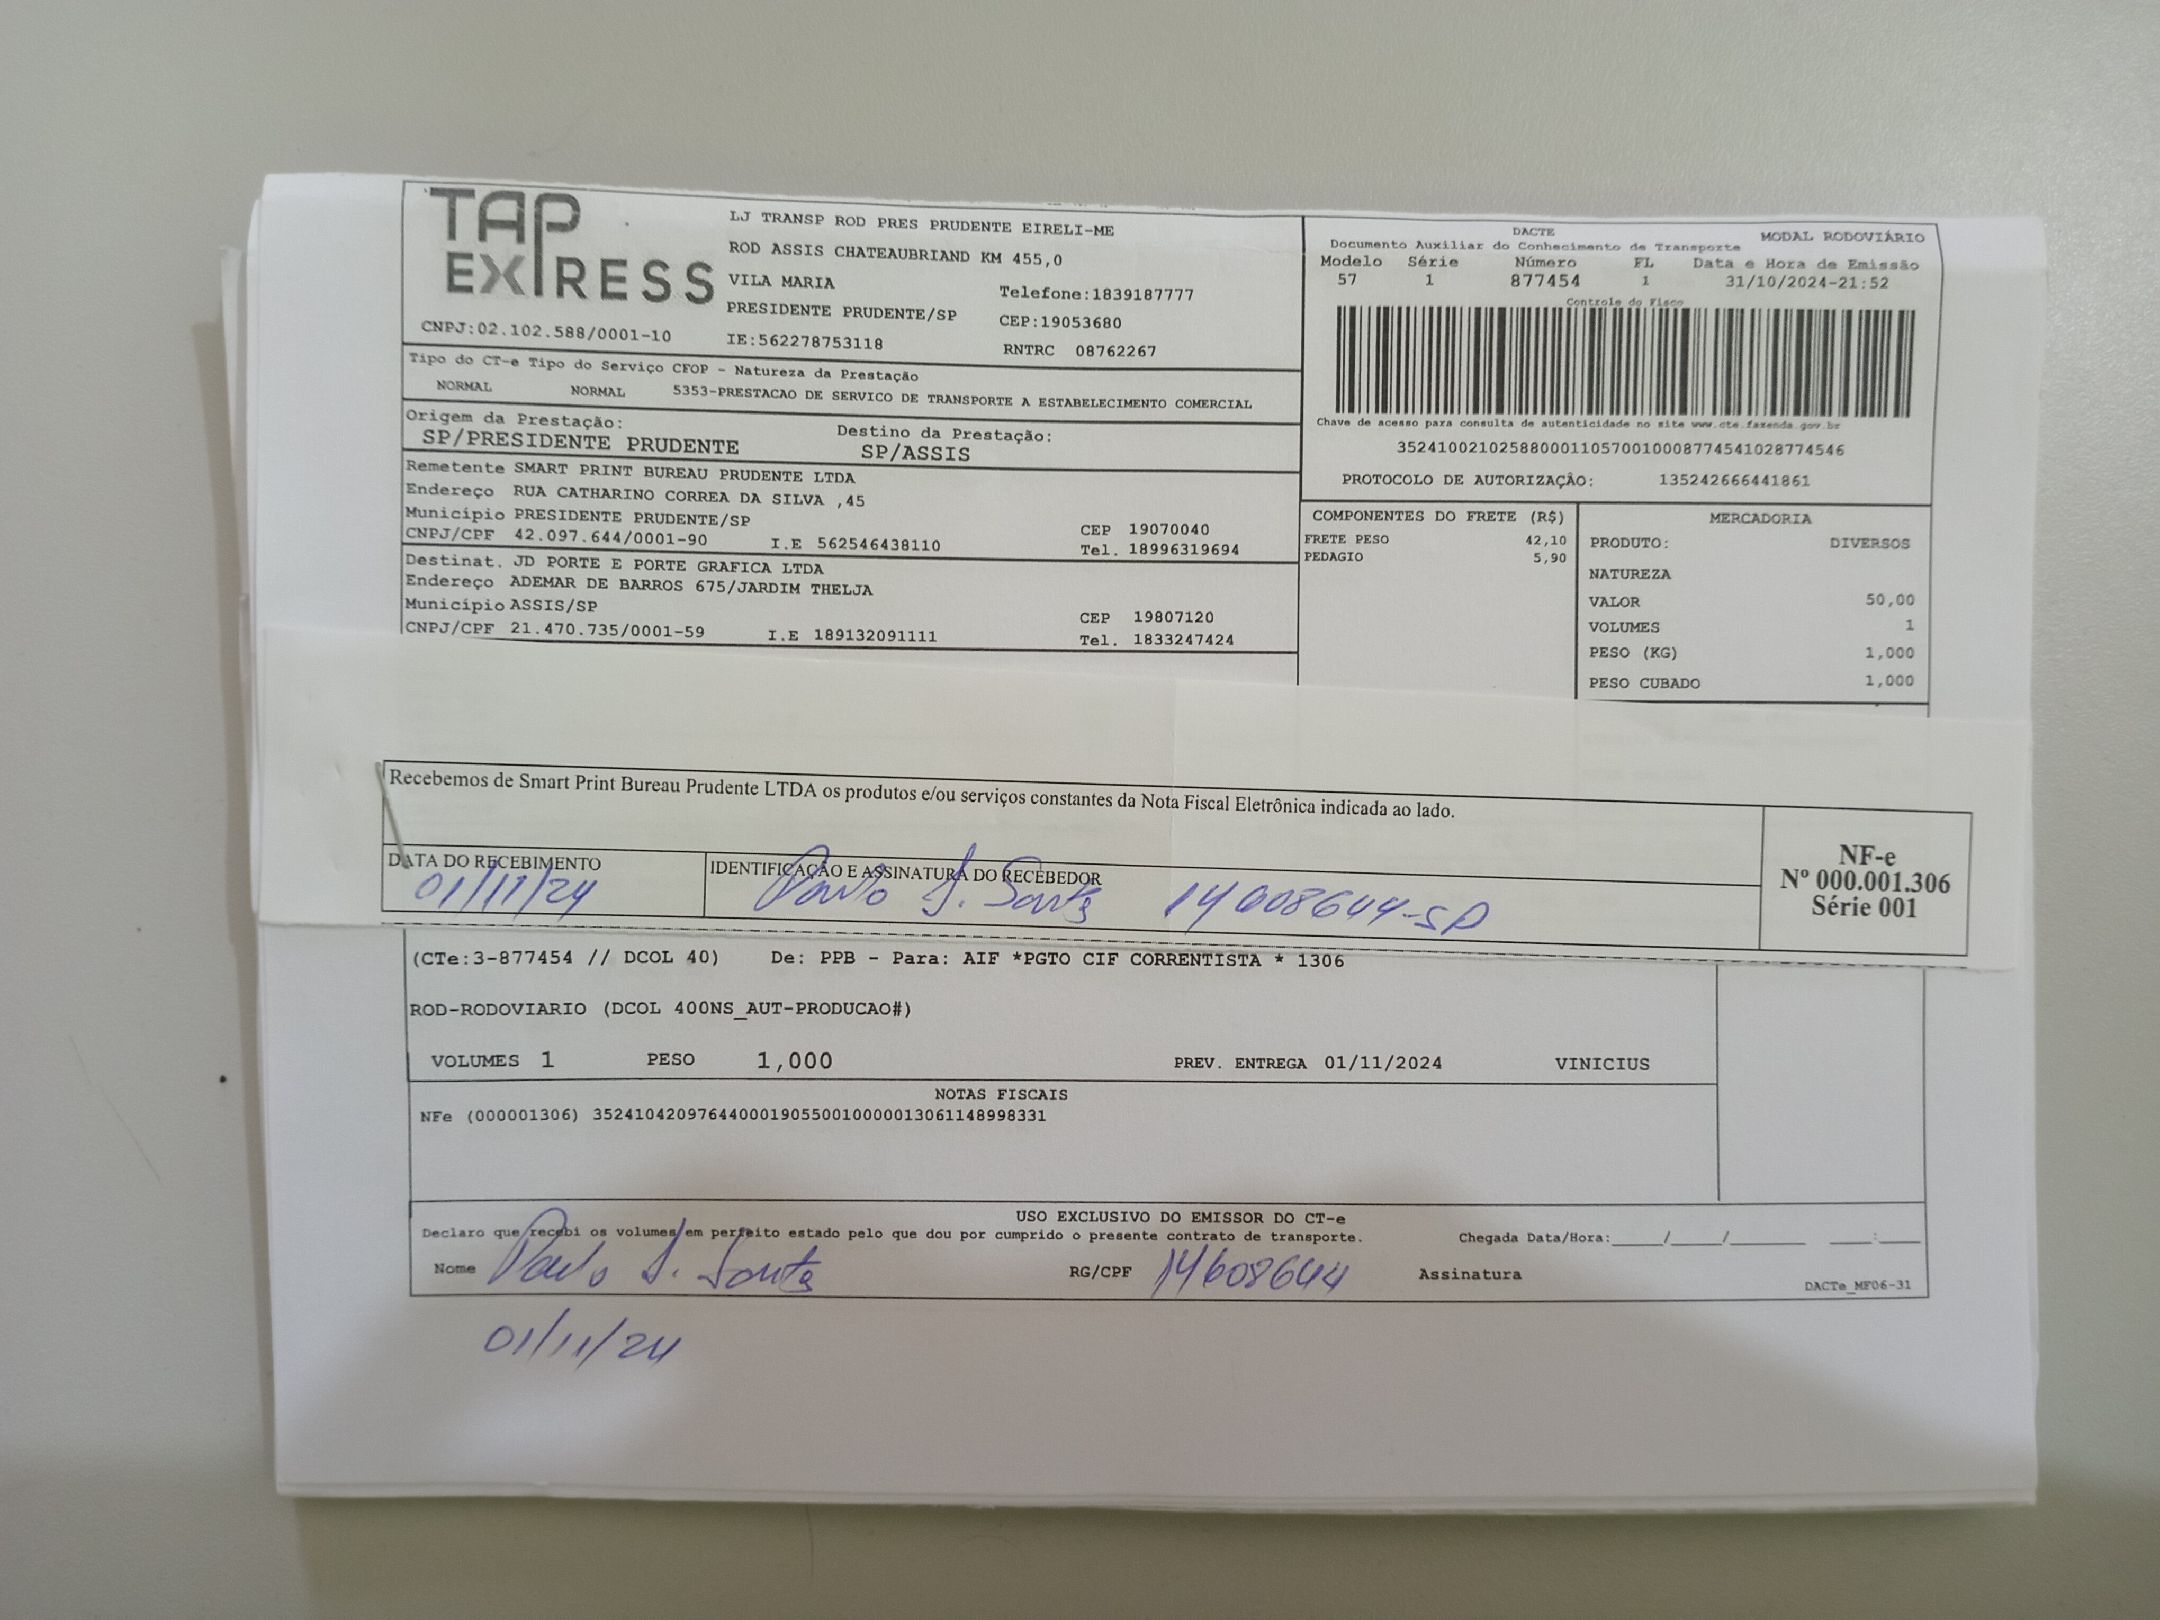 TAP EXPRESS
CNPJ:02.102.588/0001-10
LJ TRANSP ROD PRES PRUDENTE EIRELI-ME
ROD ASSIS CHATEAUBRIAND KM 455,0
VILA MARIA
Telefone:1839187777
PRESIDENTE PRUDENTE/SP
CEP:19053680
IE:562278753118
RNTRC 08762267
DACTE
MODAL RODOVIÁRIO
Documento Auxiliar do Conhecimento de Transporte
Modelo Série Número FL Data e Hora de Emissão
57 1 877454 1 31/10/2024-21:52
Controle do Fisco
Chave de acesso para consulta de autenticidade no site www.cte.fazenda.gov.br
35241002102588000110570010008774541028774546
PROTOCOLO DE AUTORIZAÇÃO: 135242666441861
Tipo do CT-e Tipo do Serviço CFOP - Natureza da Prestação
NORMAL NORMAL 5353-PRESTACAO DE SERVICO DE TRANSPORTE A ESTABELECIMENTO COMERCIAL
Origem da Prestação: Destino da Prestação:
SP/PRESIDENTE PRUDENTE SP/ASSIS
Remetente SMART PRINT BUREAU PRUDENTE LTDA
Endereço RUA CATHARINO CORREA DA SILVA ,45
Município PRESIDENTE PRUDENTE/SP CEP 19070040
CNPJ/CPF 42.097.644/0001-90 I.E 562546438110 Tel. 18996319694
Destinat. JD PORTE E PORTE GRAFICA LTDA
Endereço ADEMAR DE BARROS 675/JARDIM THELJA
Município ASSIS/SP CEP 19807120
CNPJ/CPF 21.470.735/0001-59 I.E 189132091111 Tel. 1833247424
COMPONENTES DO FRETE (R$)
FRETE PESO 42,10
PEDAGIO 5,90
MERCADORIA
PRODUTO: DIVERSOS
NATUREZA
VALOR 50,00
VOLUMES 1
PESO (KG) 1,000
PESO CUBADO 1,000
Recebemos de Smart Print Bureau Prudente LTDA os produtos e/ou serviços constantes da Nota Fiscal Eletrônica indicada ao lado.
DATA DO RECEBIMENTO
01/11/24
IDENTIFICAÇÃO E ASSINATURA DO RECEBEDOR
Paulo S. Santos 14608644-SP
NF-e
Nº 000.001.306
Série 001
(CTe:3-877454 // DCOL 40) De: PPB - Para: AIF *PGTO CIF CORRENTISTA * 1306
ROD-RODOVIARIO (DCOL 400NS_AUT-PRODUCAO#)
VOLUMES 1 PESO 1,000 PREV. ENTREGA 01/11/2024 VINICIUS
NOTAS FISCAIS
NFe (000001306) 35241042097644000190550010000013061148998331
USO EXCLUSIVO DO EMISSOR DO CT-e
Declaro que recebi os volumes em perfeito estado pelo que dou por cumprido o presente contrato de transporte. Chegada Data/Hora:____/____/______ ___:___
Nome Paulo S. Santos RG/CPF 14608644 Assinatura
DACTe_MF06-31
01/11/24